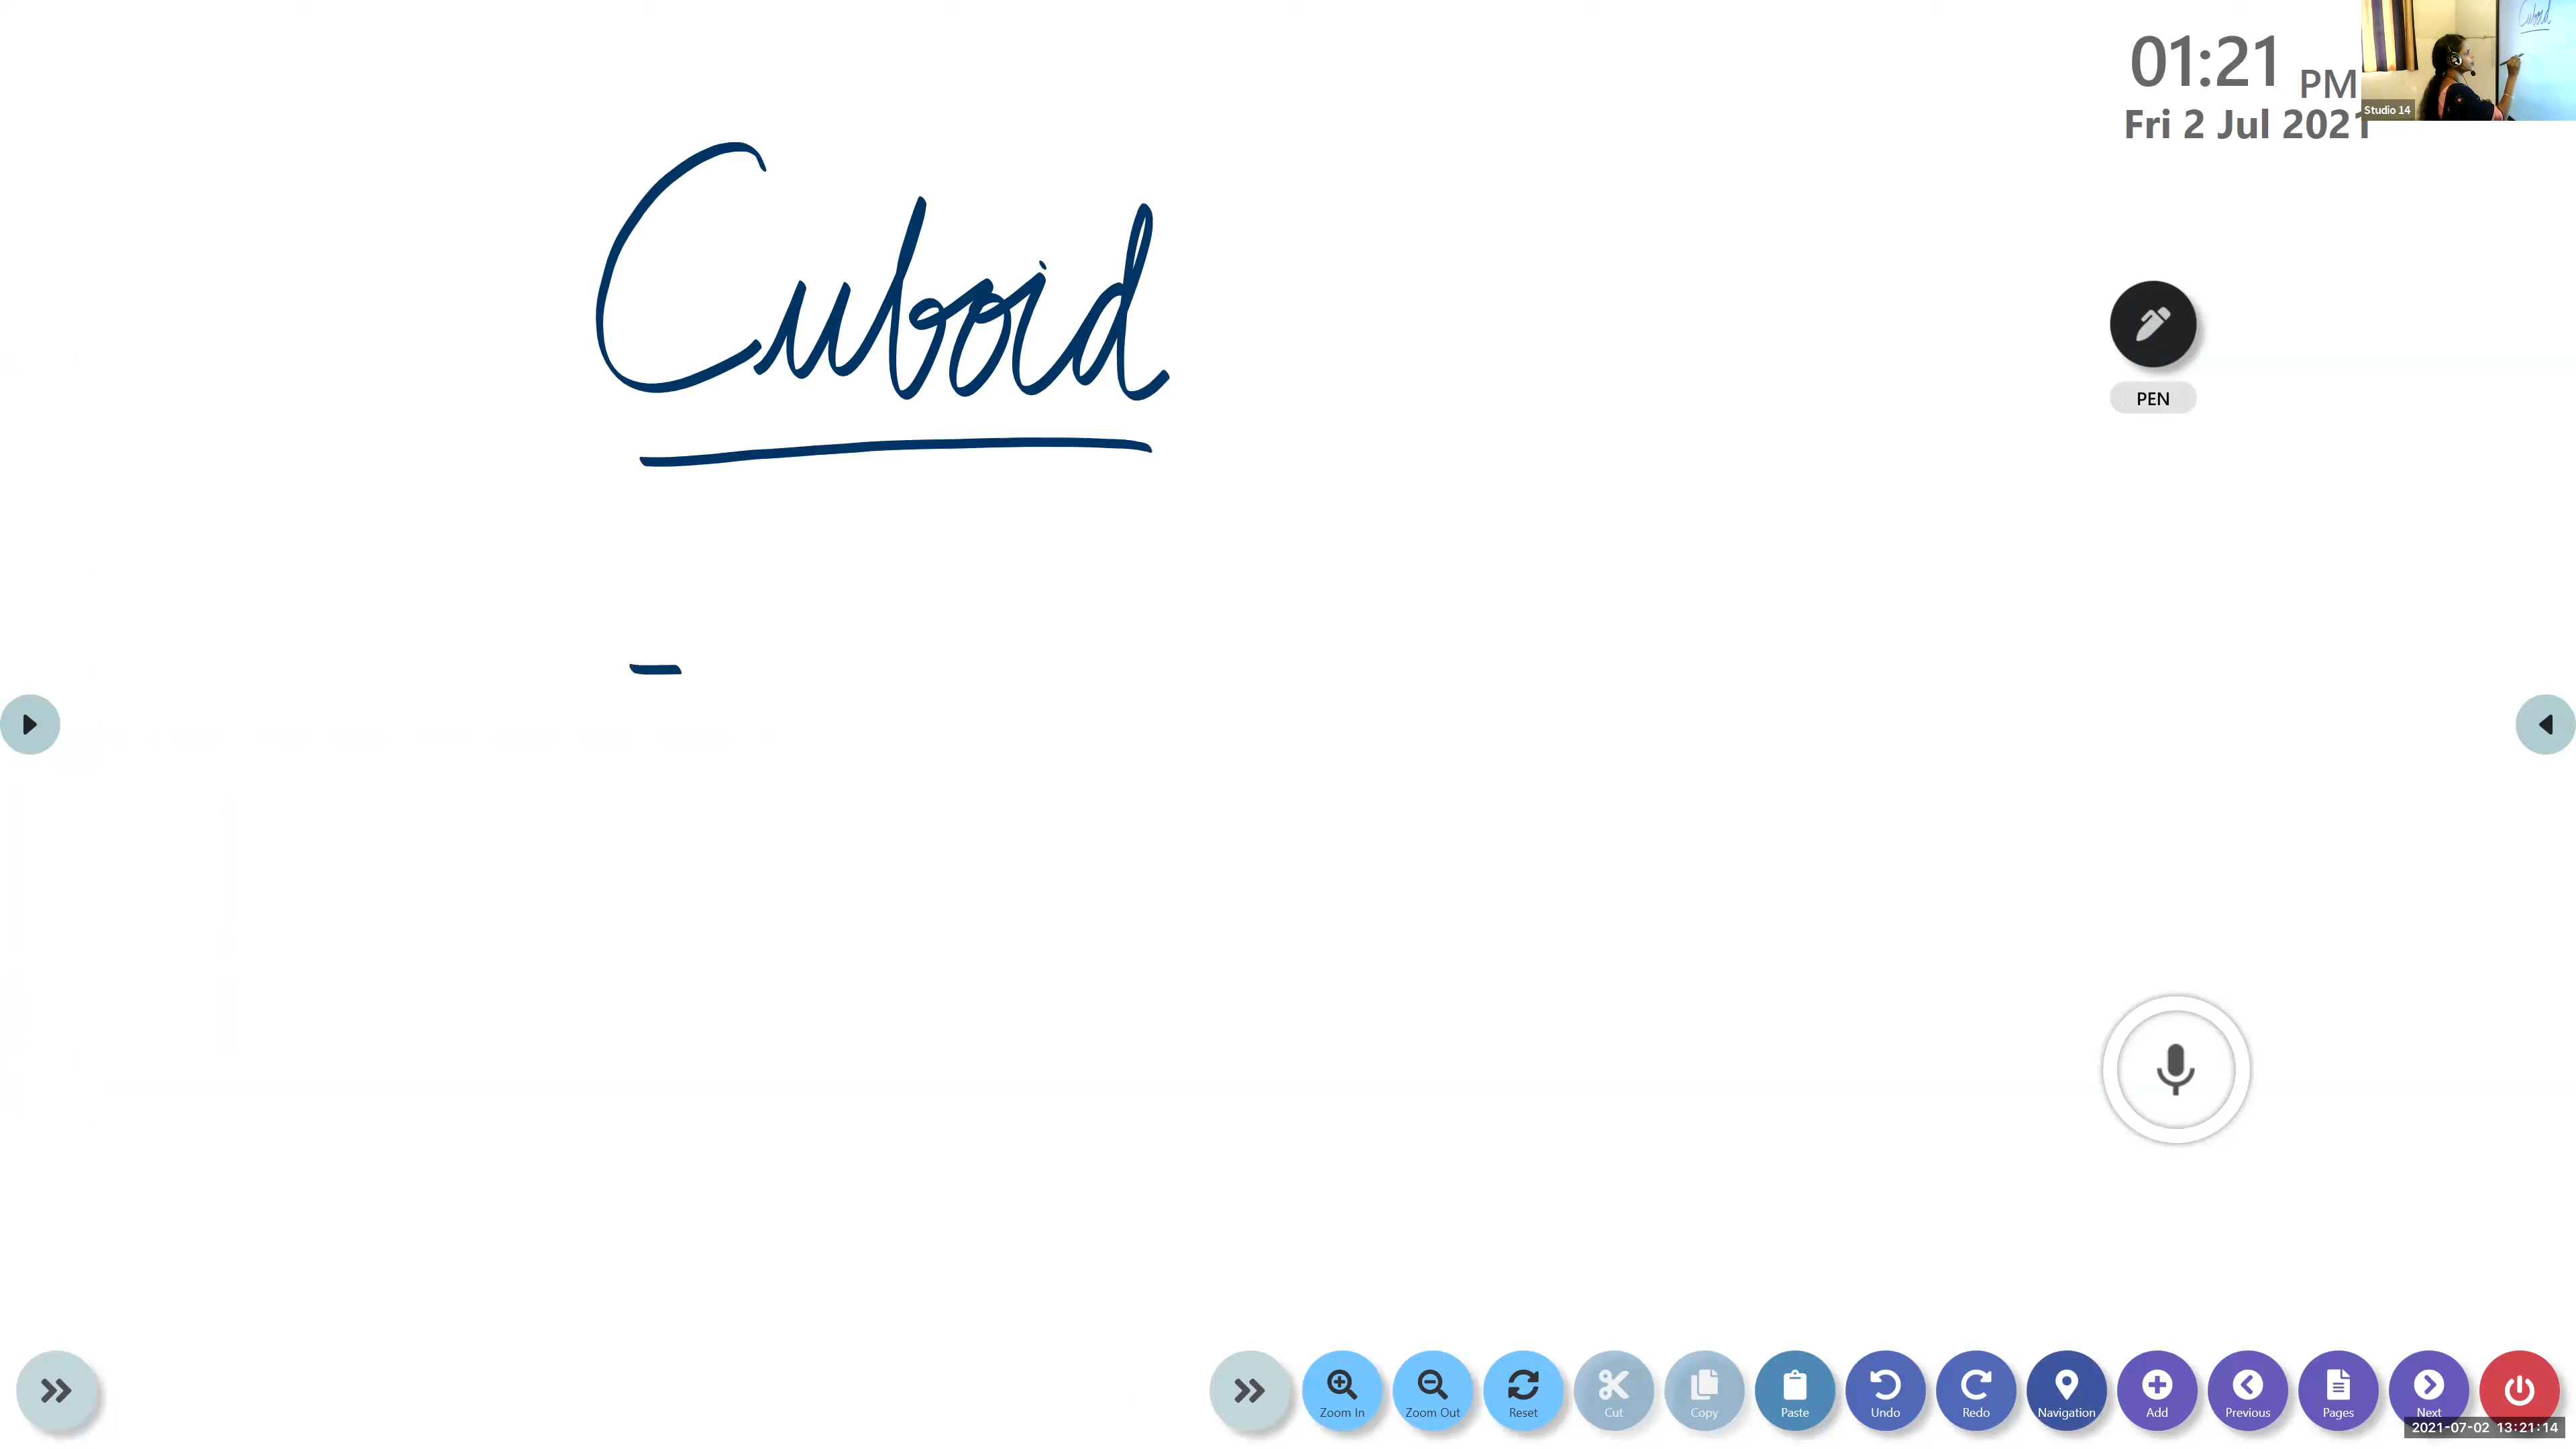 01:21 PM
Fri 2 Jul 2021
Cuboid
Studio 14
Cuboid
PEN
-
Zoom In
Zoom Out
Reset
Cut
Copy
Paste
Undo
Redo
Navigation
Add
Previous
Pages
Next
2021-07-02 13:21:14